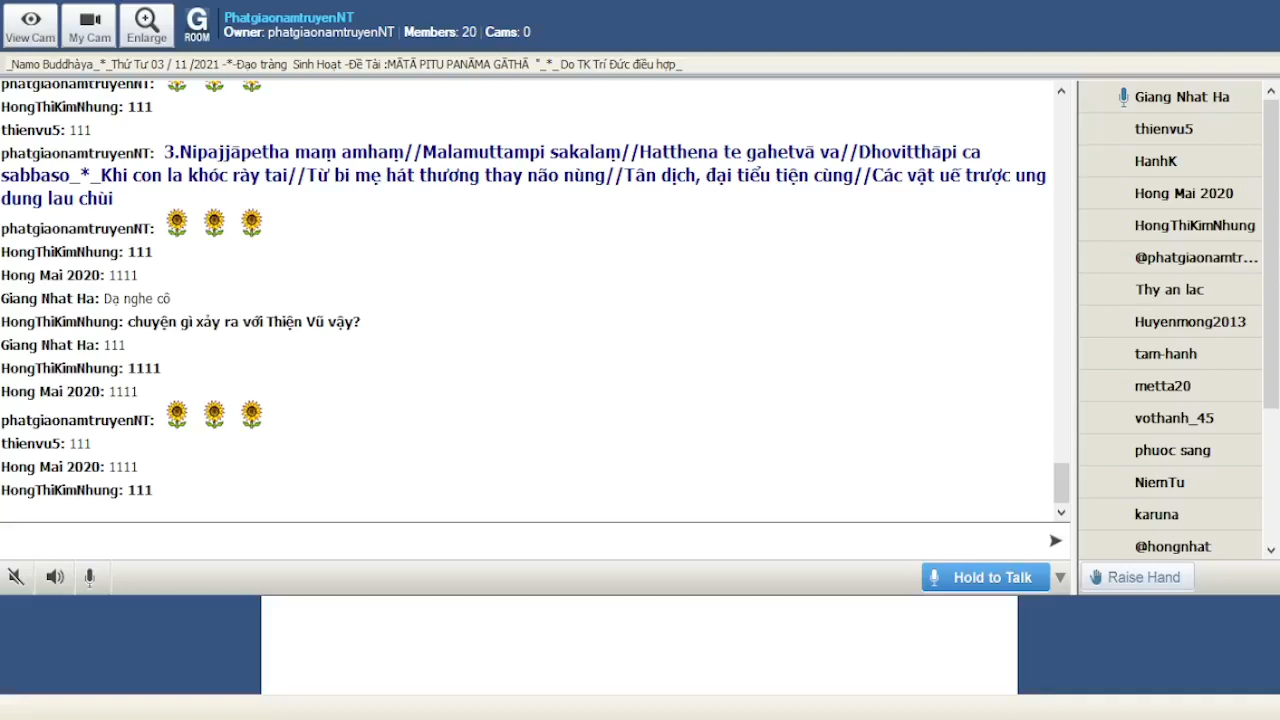 View Cam
My Cam
Enlarge
G
ROOM
PhatgiaonamtruyenNT
Owner: phatgiaonamtruyenNT | Members: 20 | Cams: 0
_Namo Buddhàya_*_Thứ Tư 03 / 11 /2021 -*-Đạo tràng Sinh Hoạt -Đề Tài :MĀTĀ PITU PANĀMA GĀTHĀ "_*_ Do TK Trí Đức điều hợp_
phatgiaonamtruyenNT:
HongThiKimNhung: 111
thienvu5: 111
phatgiaonamtruyenNT: 3.Nipajjāpetha maṃ amhaṃ//Malamuttampi sakalaṃ//Hatthena te gahetvā va//Dhovitthāpi ca
sabbaso_*_Khi con la khóc rày tai//Từ bi mẹ hát thương thay não nùng//Tân dịch, đại tiểu tiện cùng//Các vật uế trược ung
dung lau chùi
phatgiaonamtruyenNT:
HongThiKimNhung: 111
Hong Mai 2020: 1111
Giang Nhat Ha: Dạ nghe cô
HongThiKimNhung: chuyện gì xảy ra với Thiện Vũ vậy?
Giang Nhat Ha: 111
HongThiKimNhung: 1111
Hong Mai 2020: 1111
phatgiaonamtruyenNT:
thienvu5: 111
Hong Mai 2020: 1111
HongThiKimNhung: 111
Giang Nhat Ha
thienvu5
HanhK
Hong Mai 2020
HongThiKimNhung
@phatgiaonamtr...
Thy an lac
Huyenmong2013
tam-hanh
metta20
vothanh_45
phuoc sang
NiemTu
karuna
@hongnhat
Hold to Talk
Raise Hand